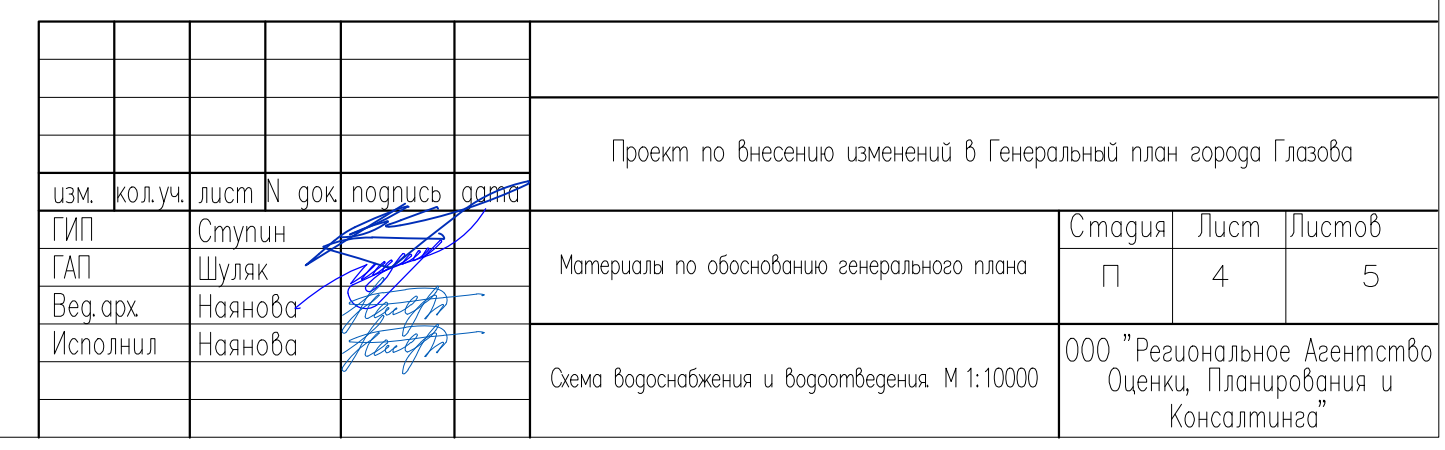 Проект по внесению изменений в Генеральный план города Глазова
изм. кол.уч. лист N док. подпись дата
ГИП Ступин
ГАП Шуляк
Вед. арх. Наянова
Исполнил Наянова
Материалы по обоснованию генерального плана
Стадия Лист Листов
П 4 5
Схема водоснабжения и водоотведения. М 1:10000
ООО "Региональное Агентство
Оценки, Планирования и
Консалтинга"